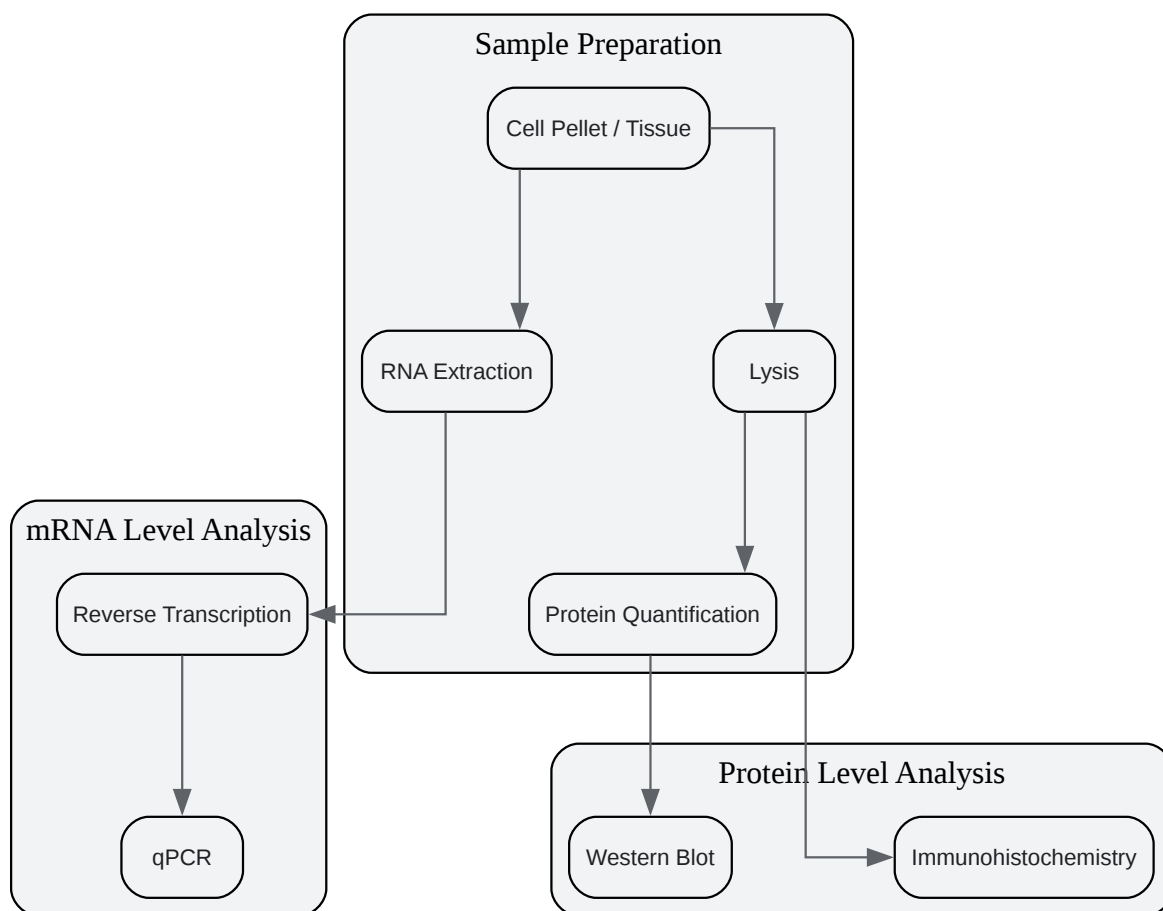 Sample Preparation
Cell Pellet / Tissue
RNA Extraction
Lysis
mRNA Level Analysis
Reverse Transcription
Protein Quantification
Protein Level Analysis
qPCR
Western Blot
Immunohistochemistry